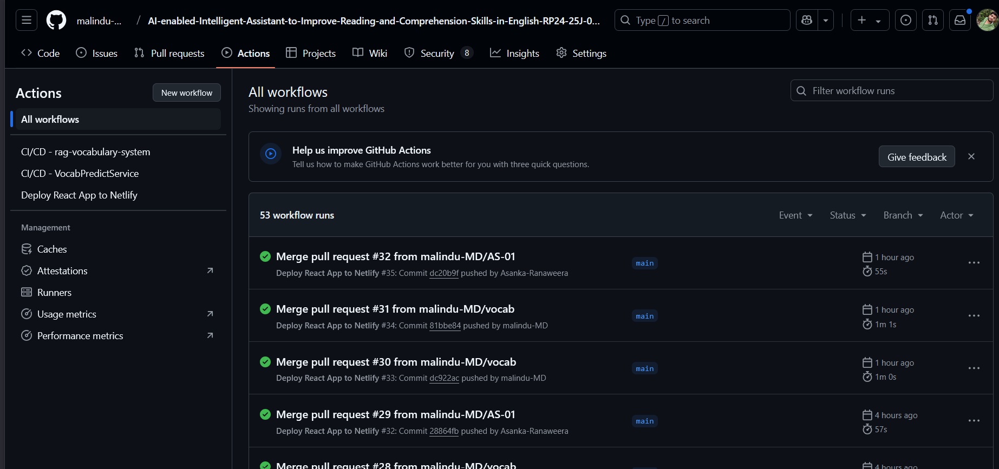 malindu-... / AI-enabled-Intelligent-Assistant-to-Improve-Reading-and-Comprehension-Skills-in-English-RP24-25J-0...
Type / to search
Code
Issues
Pull requests
Actions
Projects
Wiki
Security 8
Insights
Settings
Actions
New workflow
All workflows
CI/CD - rag-vocabulary-system
CI/CD - VocabPredictService
Deploy React App to Netlify
Management
Caches
Attestations
Runners
Usage metrics
Performance metrics
All workflows
Showing runs from all workflows
Filter workflow runs
Help us improve GitHub Actions
Tell us how to make GitHub Actions work better for you with three quick questions.
Give feedback
53 workflow runs
Event
Status
Branch
Actor
Merge pull request #32 from malindu-MD/AS-01
Deploy React App to Netlify #35: Commit dc20b9f pushed by Asanka-Ranaweera
main
1 hour ago
55s
Merge pull request #31 from malindu-MD/vocab
Deploy React App to Netlify #34: Commit 81bbe84 pushed by malindu-MD
main
1 hour ago
1m 1s
Merge pull request #30 from malindu-MD/vocab
Deploy React App to Netlify #33: Commit dc922ac pushed by malindu-MD
main
1 hour ago
1m 0s
Merge pull request #29 from malindu-MD/AS-01
Deploy React App to Netlify #32: Commit 28864fb pushed by Asanka-Ranaweera
main
4 hours ago
57s
Merge pull request #28 from malindu-MD/vocab
4 hours ago